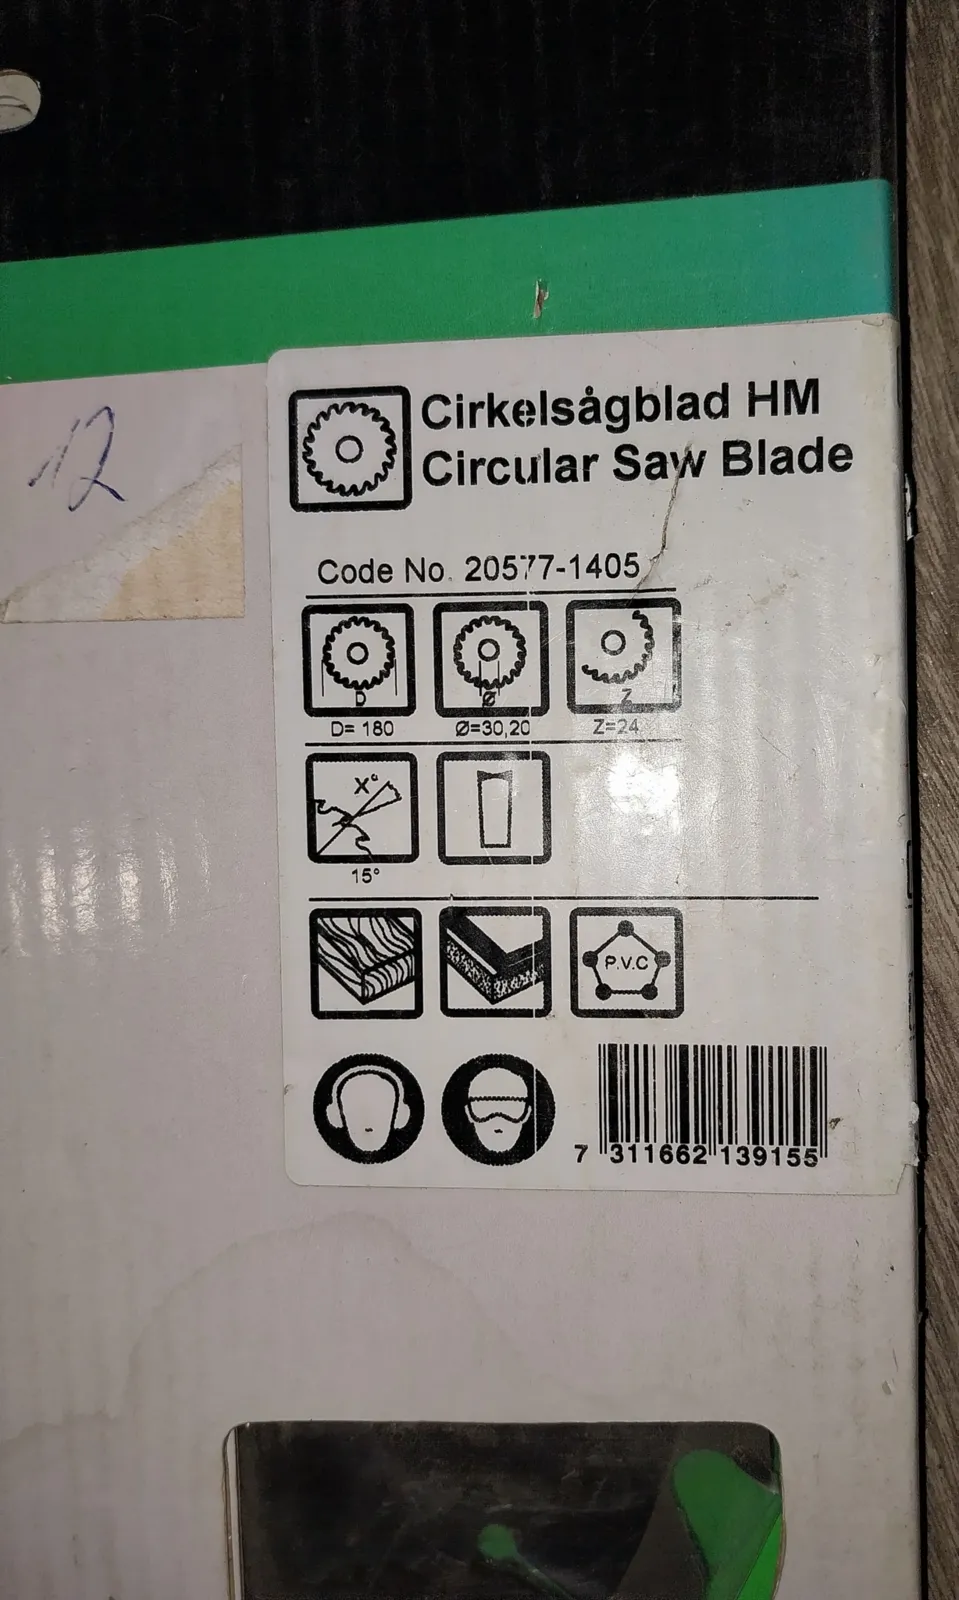 12
Cirkelsågblad HM
Circular Saw Blade
Code No. 20577-1405
D Ø Z
D= 180 Ø=30,20 Z=24
X°
15°
P.V.C
7 311662 139155